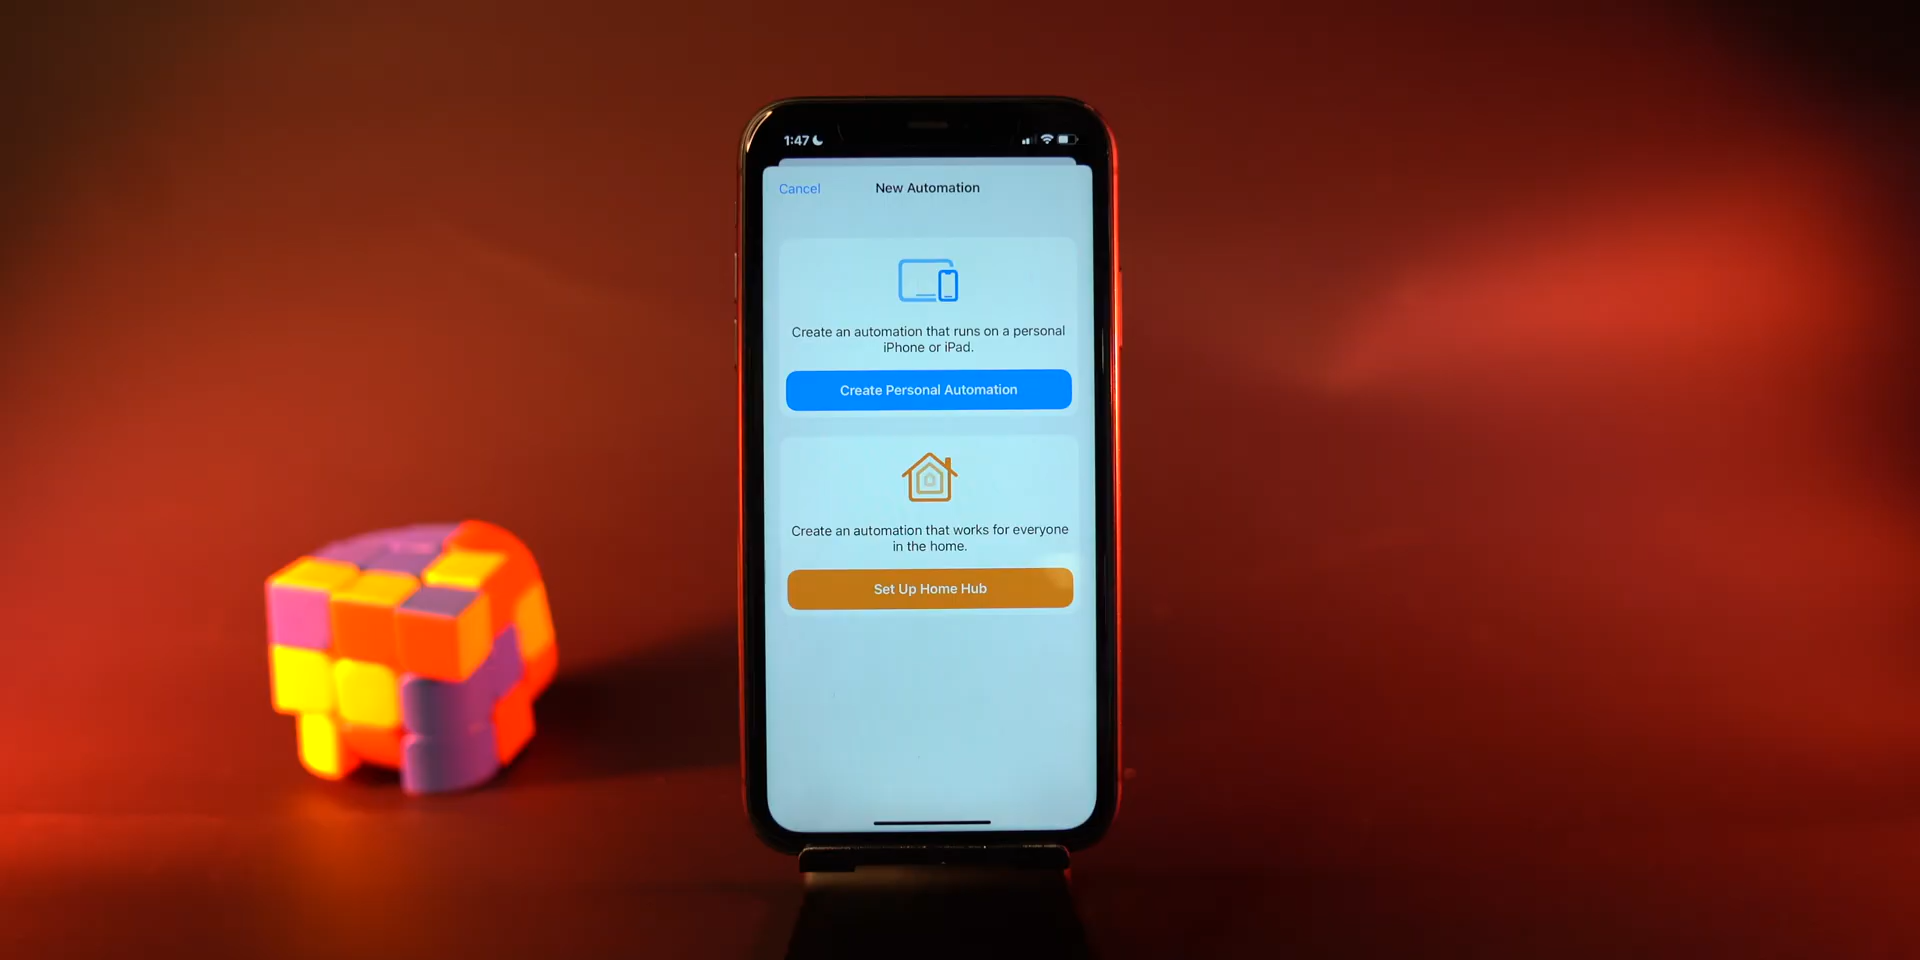 1:47
Cancel
New Automation
Create an automation that runs on a personal
iPhone or iPad.
Create Personal Automation
Create an automation that works for everyone
in the home.
Set Up Home Hub